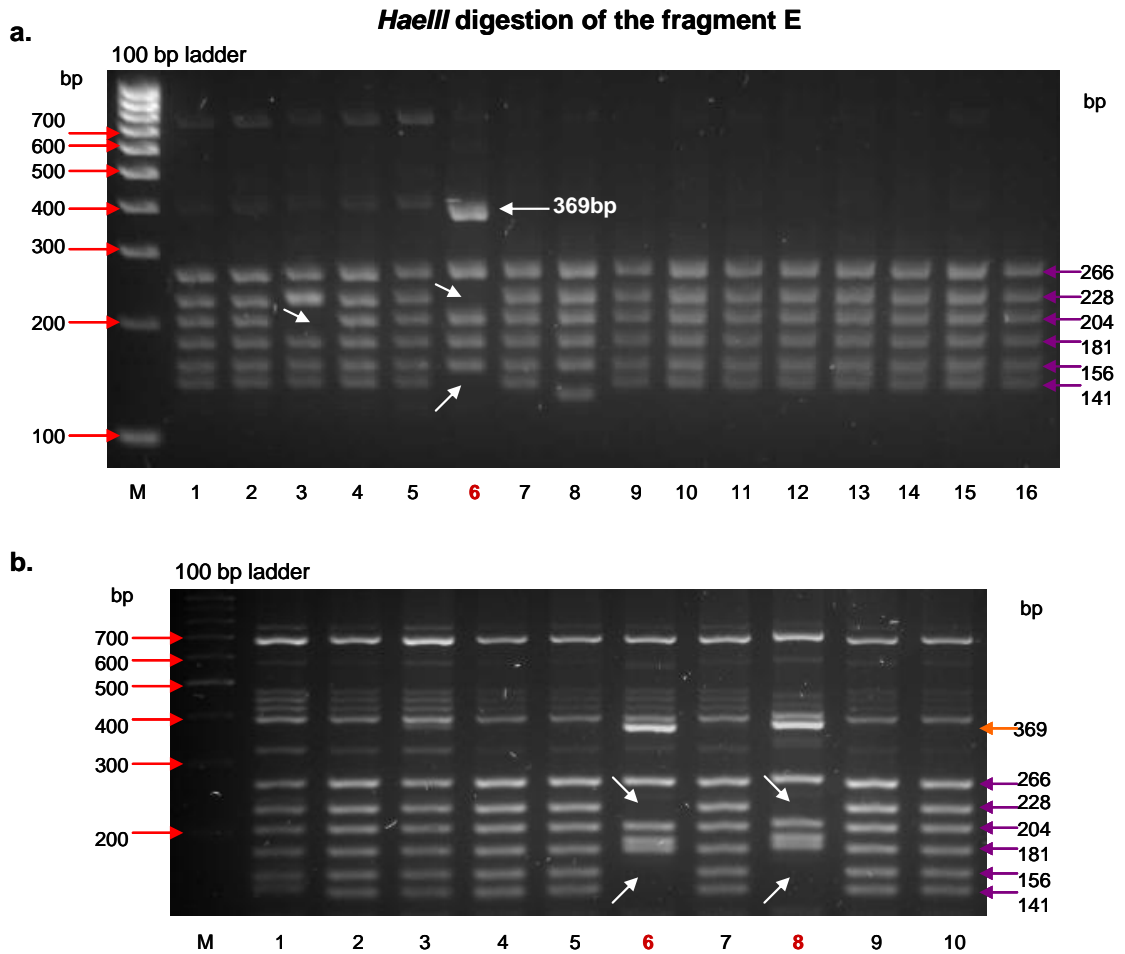 HaeIII digestion of the fragment E
a.
100 bp ladder
bp
bp
700
600
500
400
369bp
300
266
228
200
204
181
156
141
100
M 1 2 3 4 5 6 7 8 9 10 11 12 13 14 15 16
b.
100 bp ladder
bp
bp
700
600
500
400
369
300
266
228
200
204
181
156
141
M 1 2 3 4 5 6 7 8 9 10